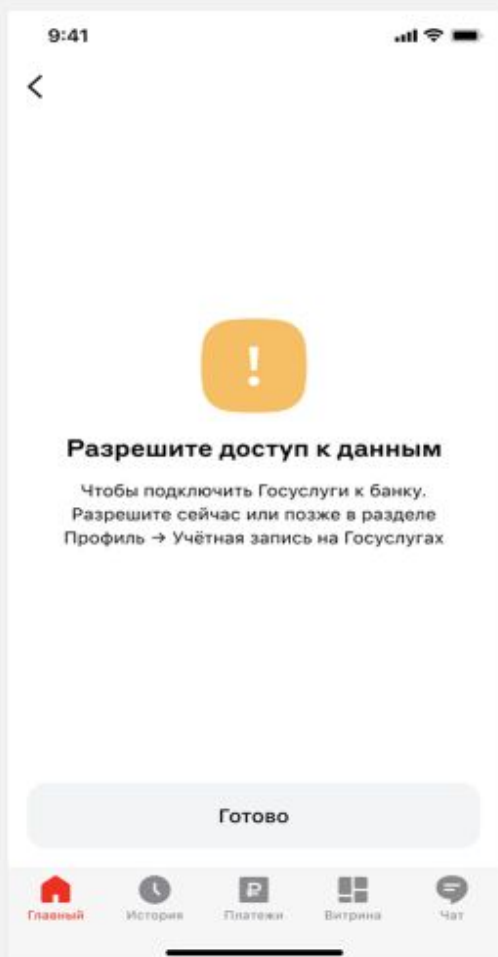 9:41
!
Разрешите доступ к данным
Чтобы подключить Госуслуги к банку.
Разрешите сейчас или позже в разделе
Профиль → Учётная запись на Госуслугах
Готово
Главный История Платежи Витрина Чат